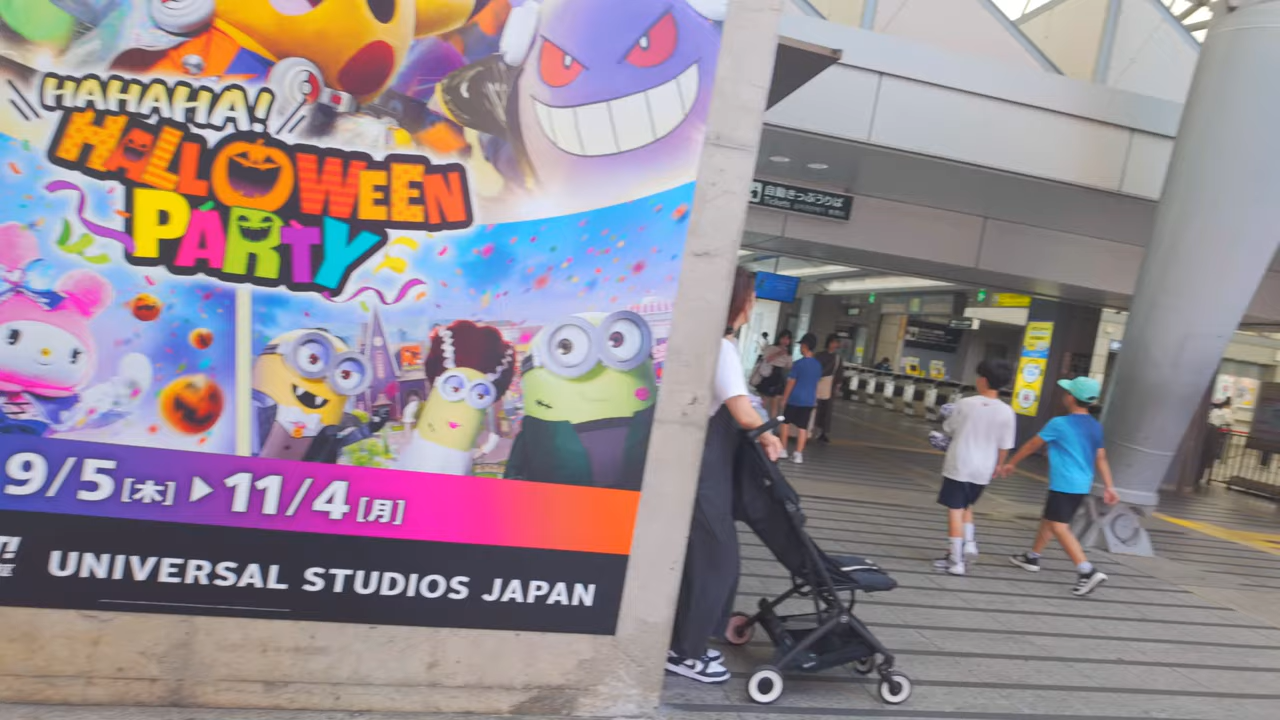 HAHAHA!
HALLOWEEN
PARTY
9/5[木]▶11/4[月]
UNIVERSAL STUDIOS JAPAN
自動きっぷうりば
Tickets